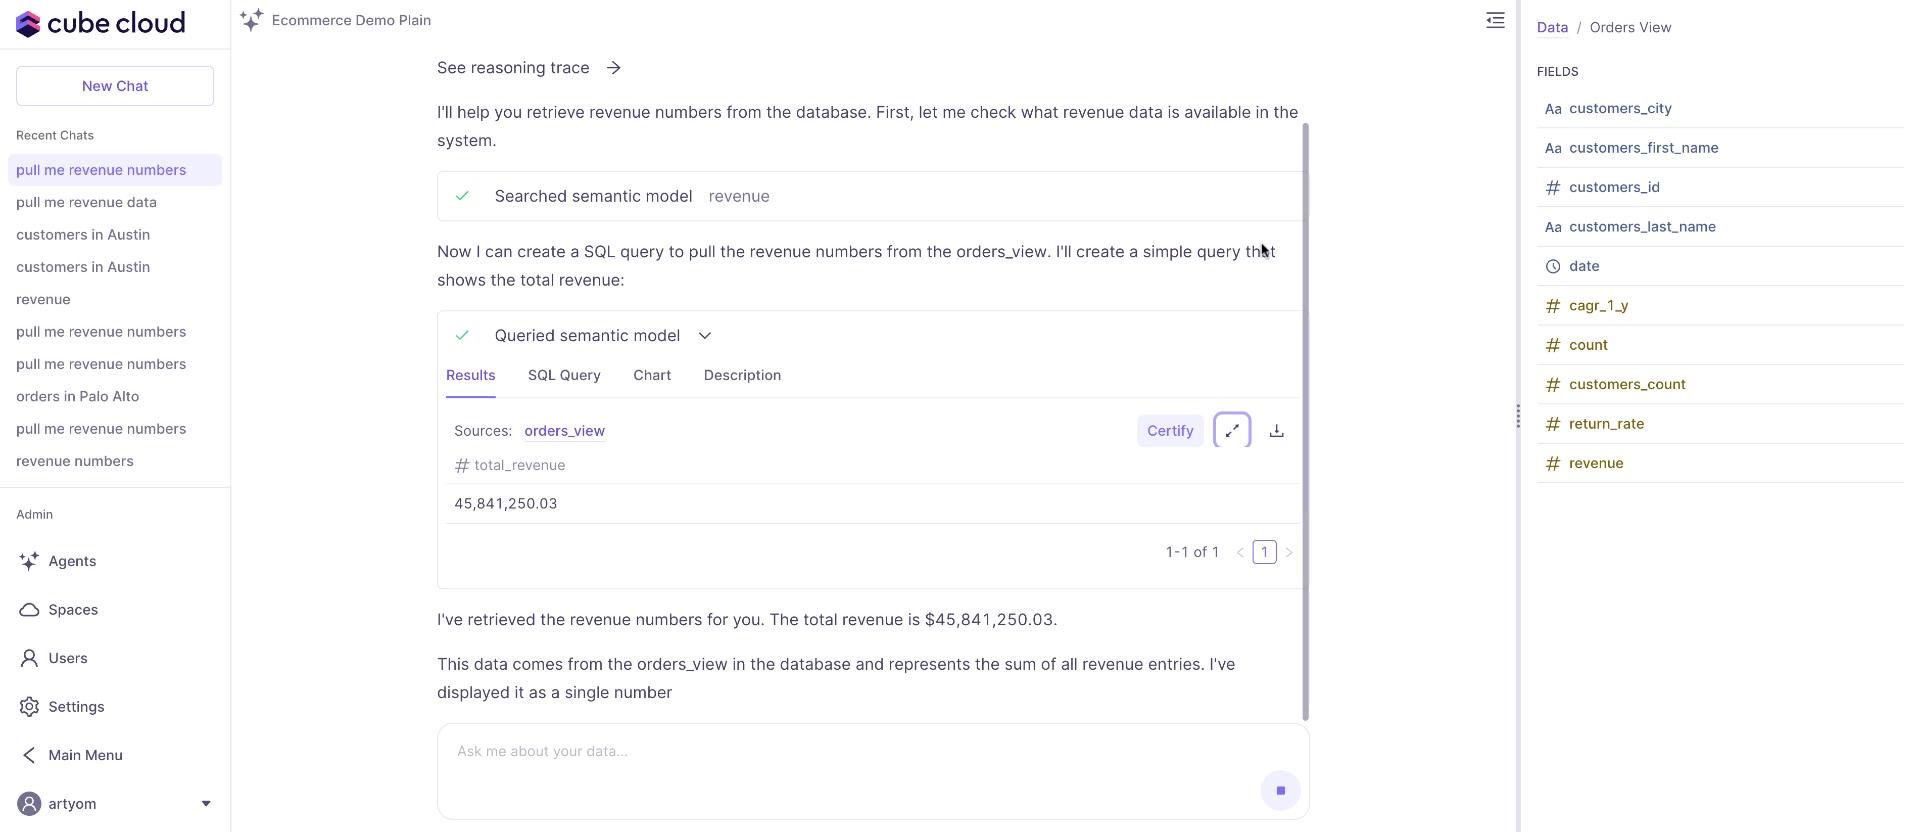 cube cloud
New Chat
Recent Chats
pull me revenue numbers
pull me revenue data
customers in Austin
customers in Austin
revenue
pull me revenue numbers
pull me revenue numbers
orders in Palo Alto
pull me revenue numbers
revenue numbers
Admin
Agents
Spaces
Users
Settings
Main Menu
artyom
Ecommerce Demo Plain
See reasoning trace
I'll help you retrieve revenue numbers from the database. First, let me check what revenue data is available in the
system.
Searched semantic model revenue
Now I can create a SQL query to pull the revenue numbers from the orders_view. I'll create a simple query that
shows the total revenue:
Queried semantic model
Results SQL Query Chart Description
Sources: orders_view Certify
# total_revenue
45,841,250.03
1-1 of 1 < 1 >
I've retrieved the revenue numbers for you. The total revenue is $45,841,250.03.
This data comes from the orders_view in the database and represents the sum of all revenue entries. I've
displayed it as a single number
Ask me about your data...
Data / Orders View
FIELDS
Aa customers_city
Aa customers_first_name
# customers_id
Aa customers_last_name
date
# cagr_1_y
# count
# customers_count
# return_rate
# revenue